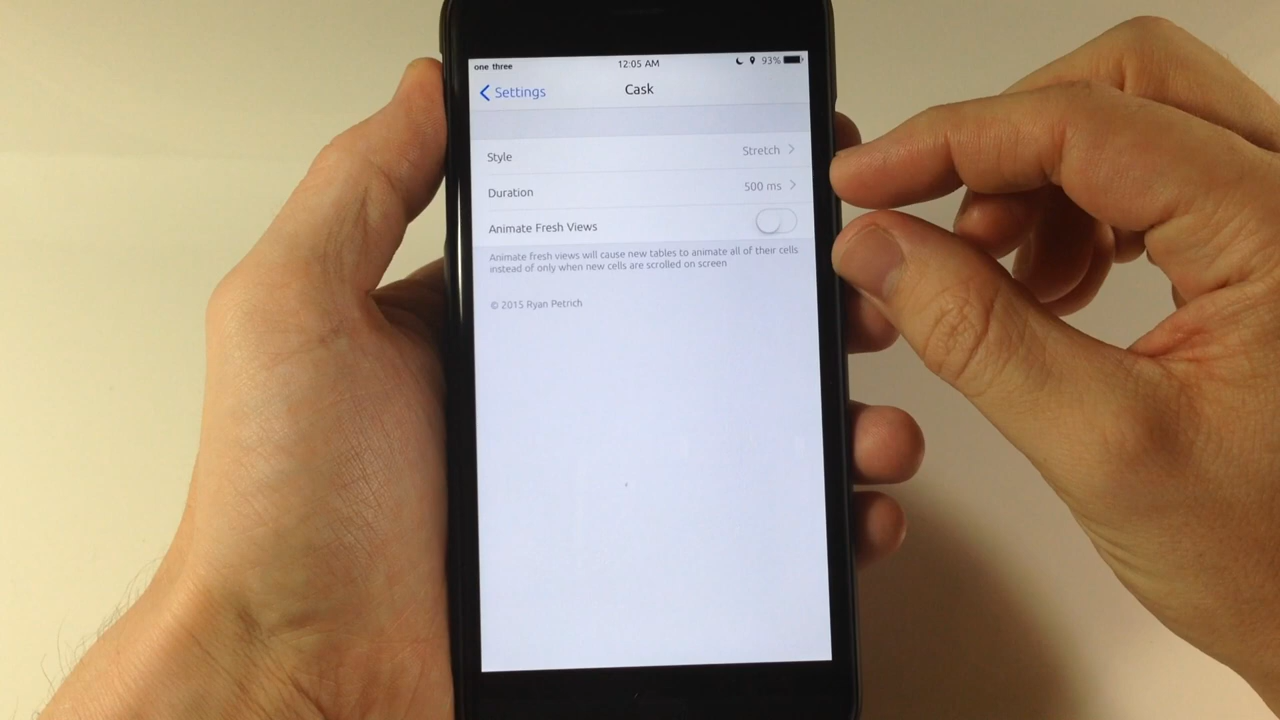 one three 12:05 AM 93%
Settings Cask
Style Stretch
Duration 500 ms
Animate Fresh Views
Animate fresh views will cause new tables to animate all of their cells
instead of only when new cells are scrolled on screen
© 2015 Ryan Petrich